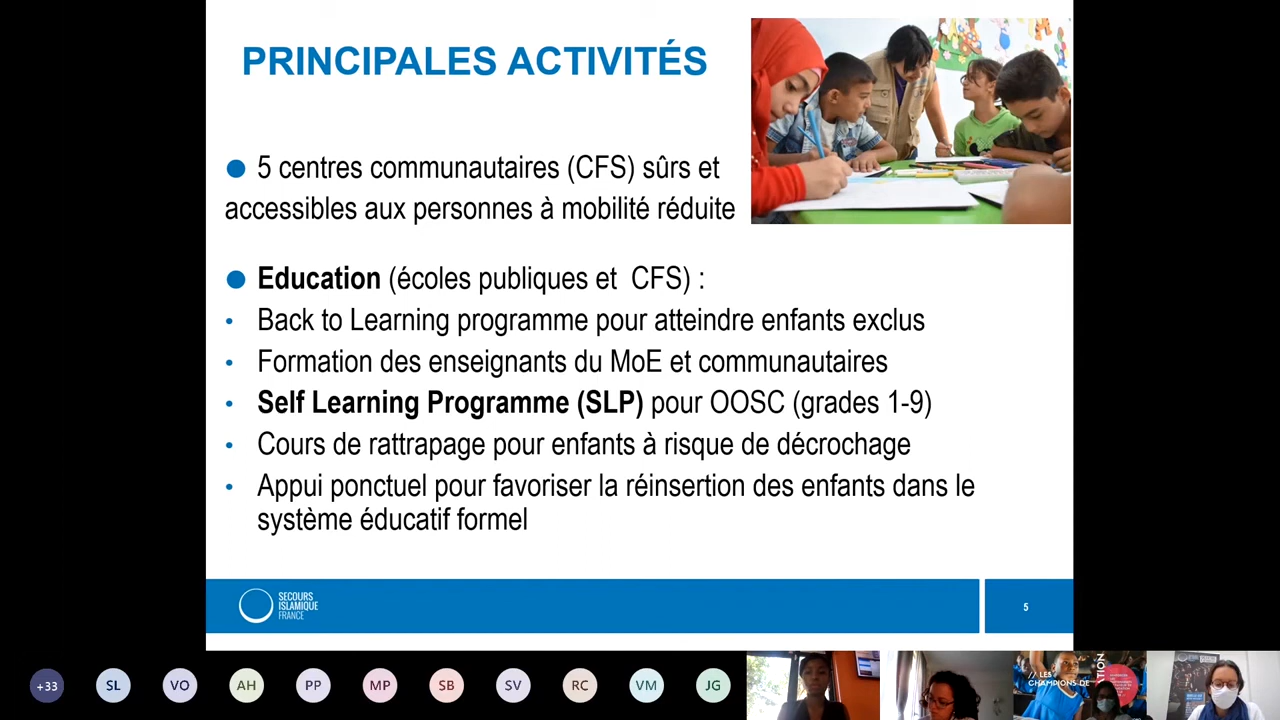 PRINCIPALES ACTIVITÉS
5 centres communautaires (CFS) sûrs et
accessibles aux personnes à mobilité réduite
Education (écoles publiques et CFS) :
Back to Learning programme pour atteindre enfants exclus
Formation des enseignants du MoE et communautaires
Self Learning Programme (SLP) pour OOSC (grades 1-9)
Cours de rattrapage pour enfants à risque de décrochage
Appui ponctuel pour favoriser la réinsertion des enfants dans le
système éducatif formel
SECOURS
ISLAMIQUE
FRANCE
5
+33
SL
VO
AH
PP
MP
SB
SV
RC
VM
JG
// LES
CHAMPIONS DE